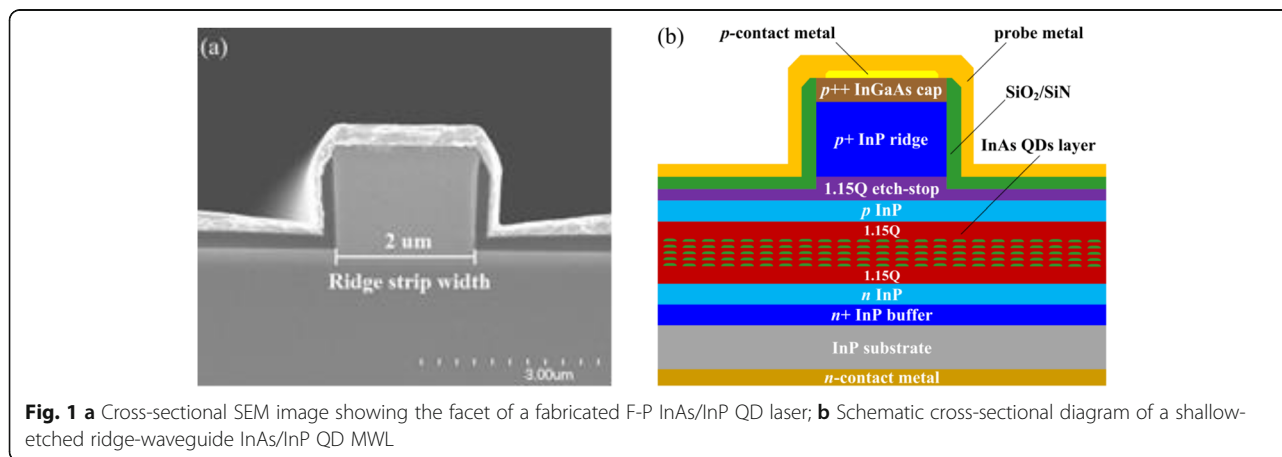 (a)
2 um
Ridge strip width
3.00um
(b)
p-contact metal
probe metal
p++ InGaAs cap
SiO₂/SiN
p+ InP ridge
InAs QDs layer
1.15Q etch-stop
p InP
1.15Q
1.15Q
n InP
n+ InP buffer
InP substrate
n-contact metal
Fig. 1 a Cross-sectional SEM image showing the facet of a fabricated F-P InAs/InP QD laser; b Schematic cross-sectional diagram of a shallow-
etched ridge-waveguide InAs/InP QD MWL